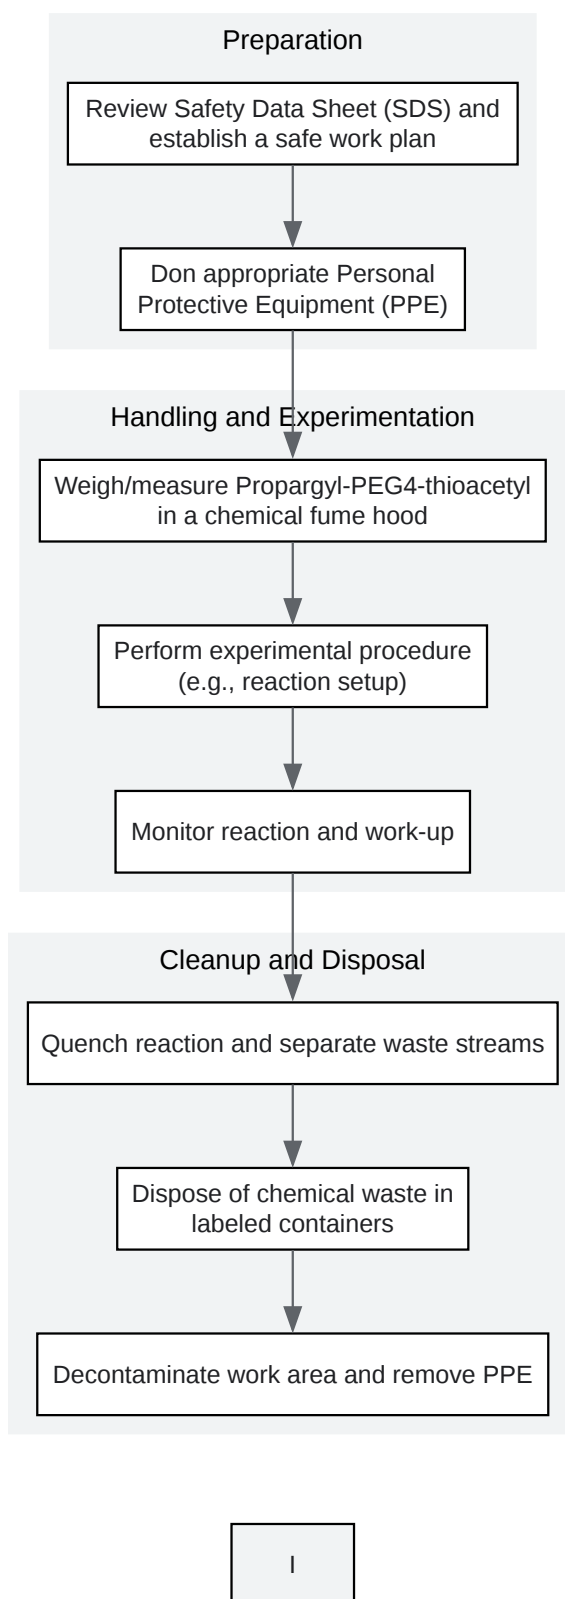 Preparation
Review Safety Data Sheet (SDS) and
establish a safe work plan
Don appropriate Personal
Protective Equipment (PPE)
Handling and Experimentation
Weigh/measure Propargyl-PEG4-thioacetyl
in a chemical fume hood
Perform experimental procedure
(e.g., reaction setup)
Monitor reaction and work-up
Cleanup and Disposal
Quench reaction and separate waste streams
Dispose of chemical waste in
labeled containers
Decontaminate work area and remove PPE
l